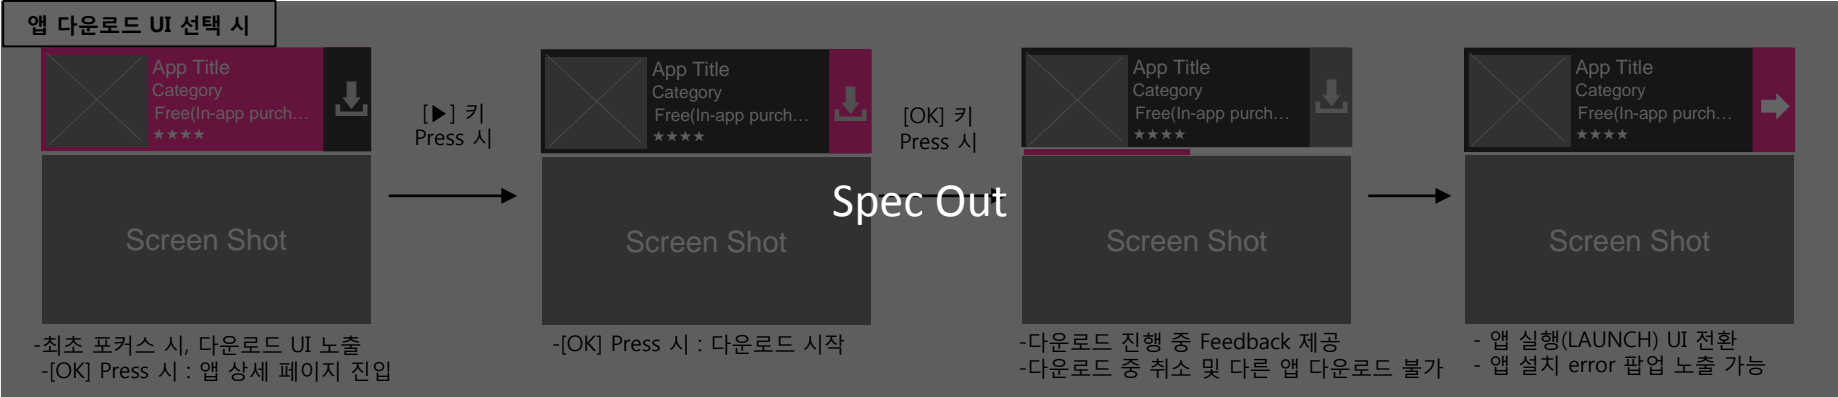 앱 다운로드 UI 선택 시
App Title
Category
Free(In-app purch…
★★★★
Screen Shot
-최초 포커스 시, 다운로드 UI 노출
-[OK] Press 시 : 앱 상세 페이지 진입
[▶] 키
Press 시
App Title
Category
Free(In-app purch…
★★★★
Screen Shot
-[OK] Press 시 : 다운로드 시작
[OK] 키
Press 시
Spec Out
App Title
Category
Free(In-app purch…
★★★★
Screen Shot
-다운로드 진행 중 Feedback 제공
-다운로드 중 취소 및 다른 앱 다운로드 불가
App Title
Category
Free(In-app purch…
★★★★
Screen Shot
- 앱 실행(LAUNCH) UI 전환
- 앱 설치 error 팝업 노출 가능